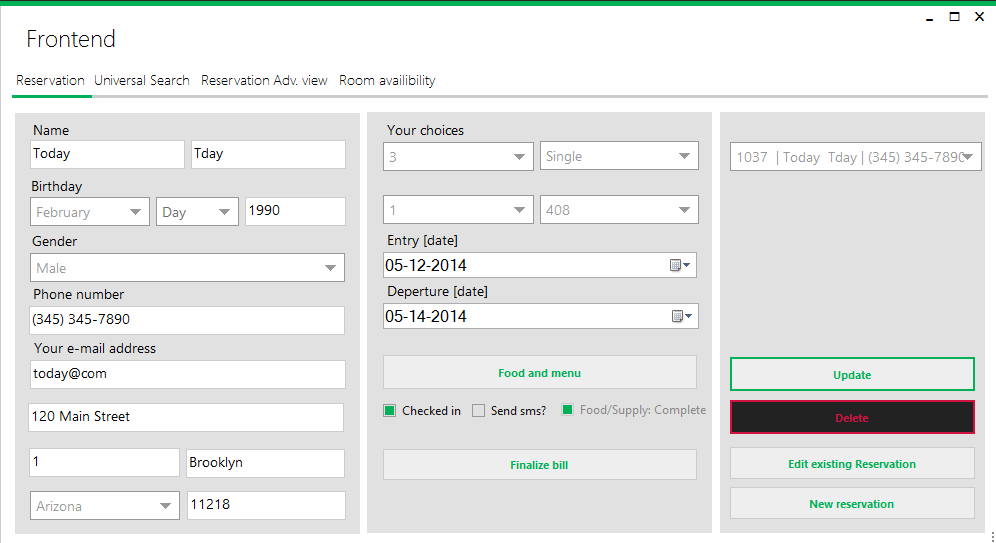 Frontend
Reservation Universal Search Reservation Adv. view Room availibility
Name
Today Tday
Birthday
February Day 1990
Gender
Male
Phone number
(345) 345-7890
Your e-mail address
today@com
120 Main Street
1 Brooklyn
Arizona 11218
Your choices
3 Single
1 408
Entry [date]
05-12-2014
Deperture [date]
05-14-2014
Food and menu
Checked in Send sms? Food/Supply: Complete
Finalize bill
1037 | Today Tday | (345) 345-7890
Update
Delete
Edit existing Reservation
New reservation